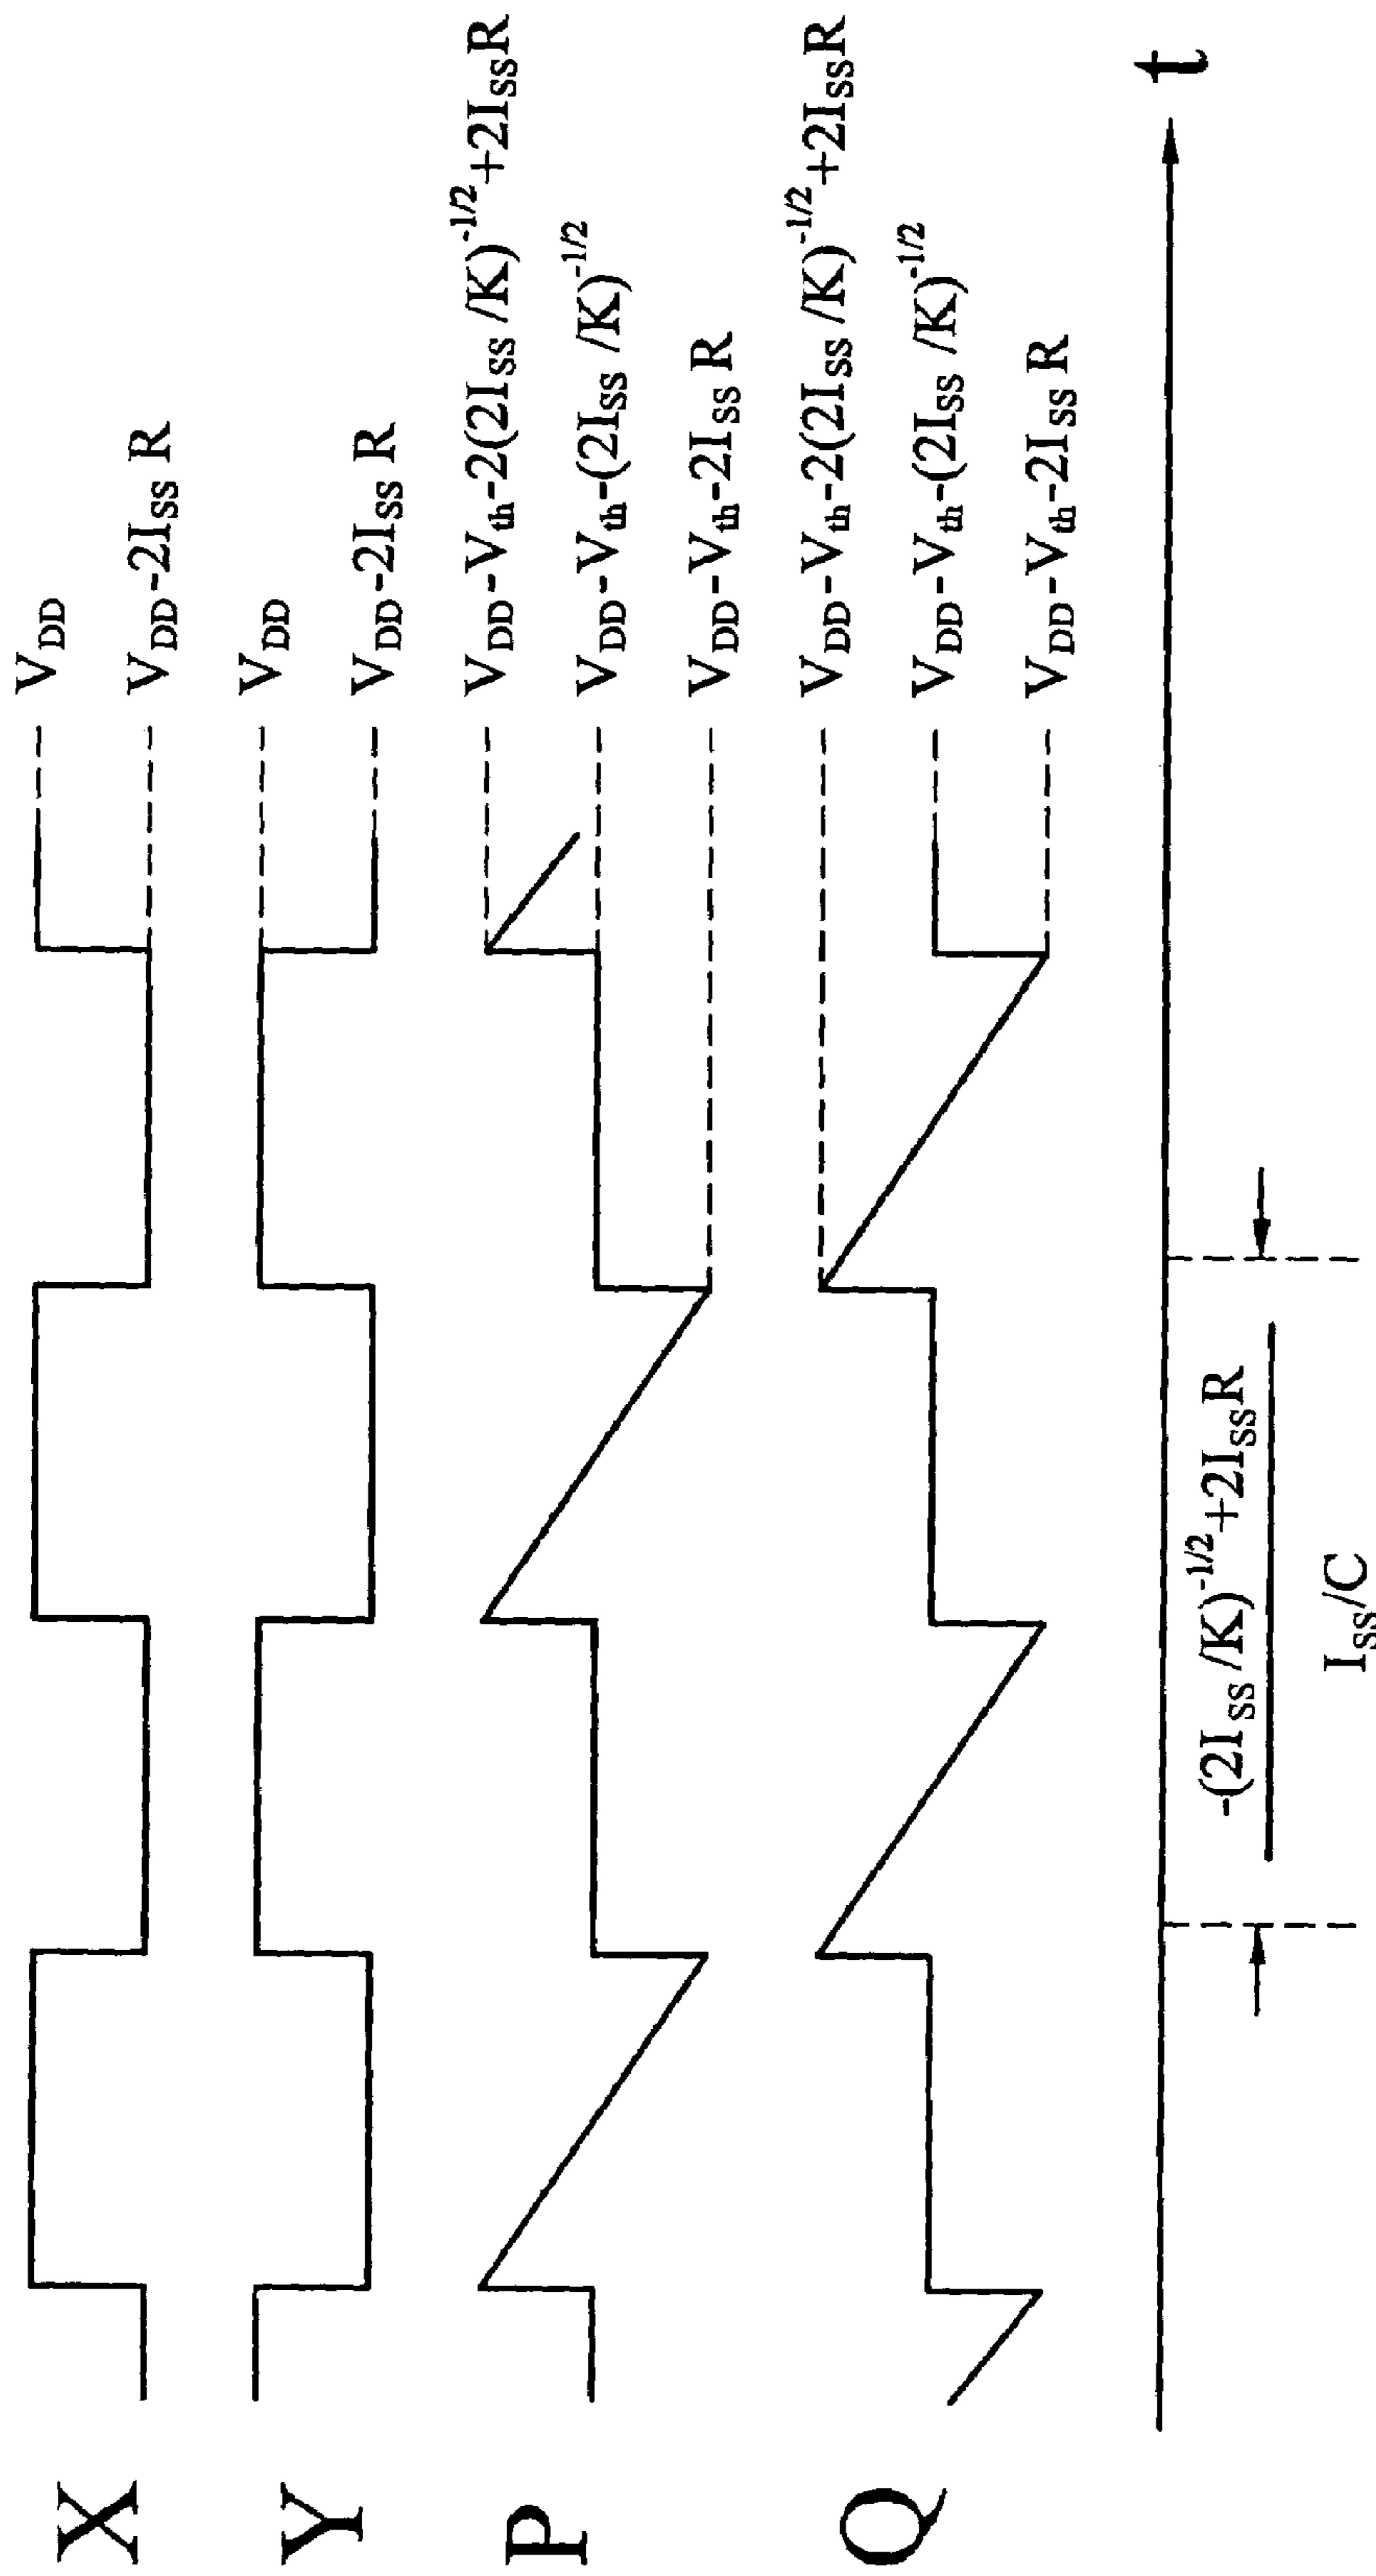 X
V_DD
V_DD-2I_SS R
Y
V_DD
V_DD-2I_SS R
P
V_DD-V_th-2(2I_SS /K)^-1/2+2I_SS R
V_DD-V_th-(2I_SS /K)^-1/2
V_DD-V_th-2I_SS R
Q
V_DD-V_th-2(2I_SS /K)^-1/2+2I_SS R
V_DD-V_th-(2I_SS /K)^-1/2
V_DD-V_th-2I_SS R
t
-(2I_SS /K)^-1/2+2I_SS R
I_SS/C